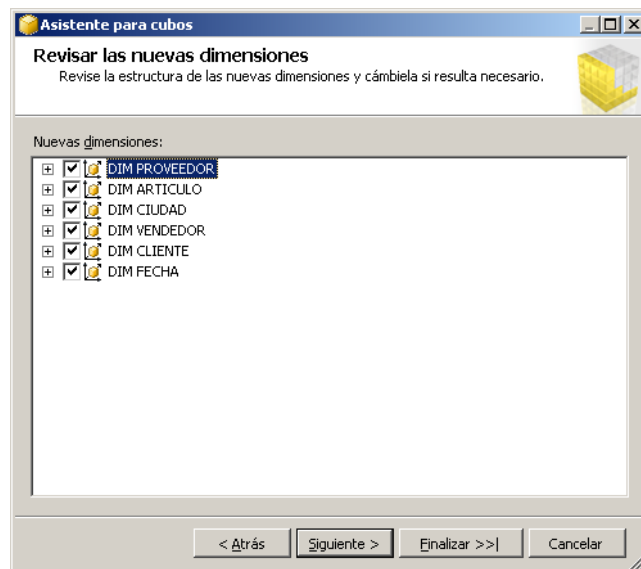 Asistente para cubos
Revisar las nuevas dimensiones
Revise la estructura de las nuevas dimensiones y cámbiela si resulta necesario.
Nuevas dimensiones:
DIM PROVEEDOR
DIM ARTICULO
DIM CIUDAD
DIM VENDEDOR
DIM CLIENTE
DIM FECHA
< Atrás Siguiente > Finalizar >>| Cancelar